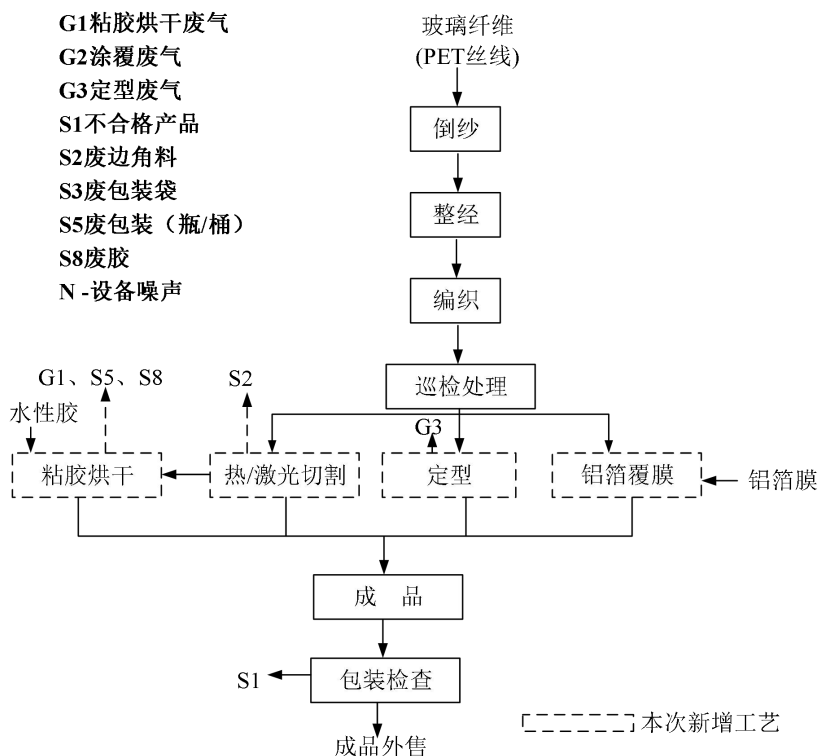 G1粘胶烘干废气
G2涂覆废气
G3定型废气
S1不合格产品
S2废边角料
S3废包装袋
S5废包装（瓶/桶）
S8废胶
N -设备噪声
玻璃纤维
(PET丝线)
倒纱
整经
编织
巡检处理
G1、S5、S8
S2
G3
水性胶
粘胶烘干
热/激光切割
定型
铝箔覆膜
铝箔膜
成 品
S1
包装检查
成品外售
本次新增工艺